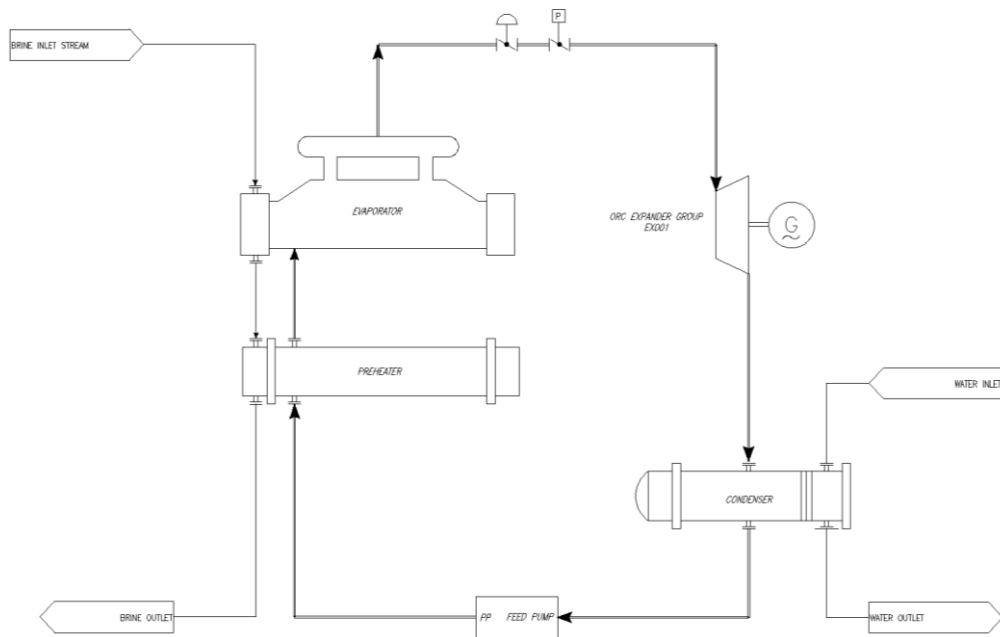 P
BRINE INLET STREAM
EVAPORATOR
ORC EXPANDER GROUP
EX001
G
PREHEATER
WATER INLET
CONDENSER
BRINE OUTLET
PP FEED PUMP
WATER OUTLET